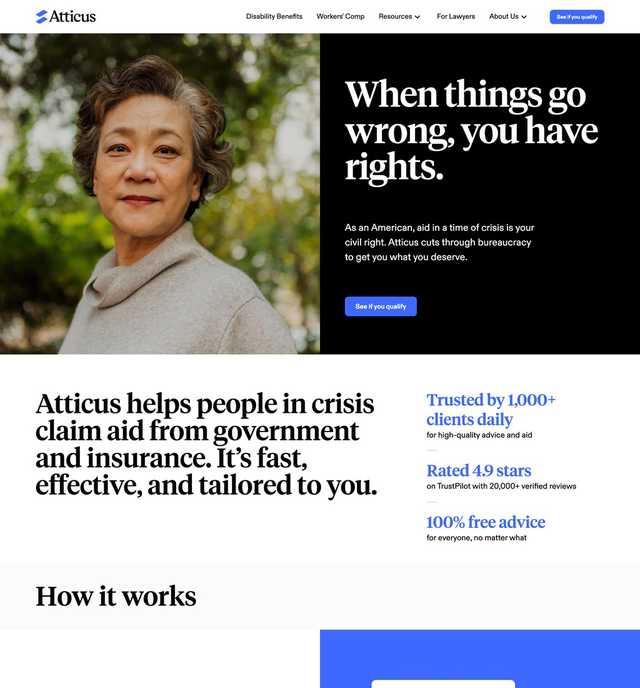 Atticus
Disability Benefits
Workers' Comp
Resources
For Lawyers
About Us
See if you qualify
When things go
wrong, you have
rights.
As an American, aid in a time of crisis is your
civil right. Atticus cuts through bureaucracy
to get you what you deserve.
See if you qualify
Atticus helps people in crisis
claim aid from government
and insurance. It’s fast,
effective, and tailored to you.
Trusted by 1,000+
clients daily
for high-quality advice and aid
Rated 4.9 stars
on TrustPilot with 20,000+ verified reviews
100% free advice
for everyone, no matter what
How it works